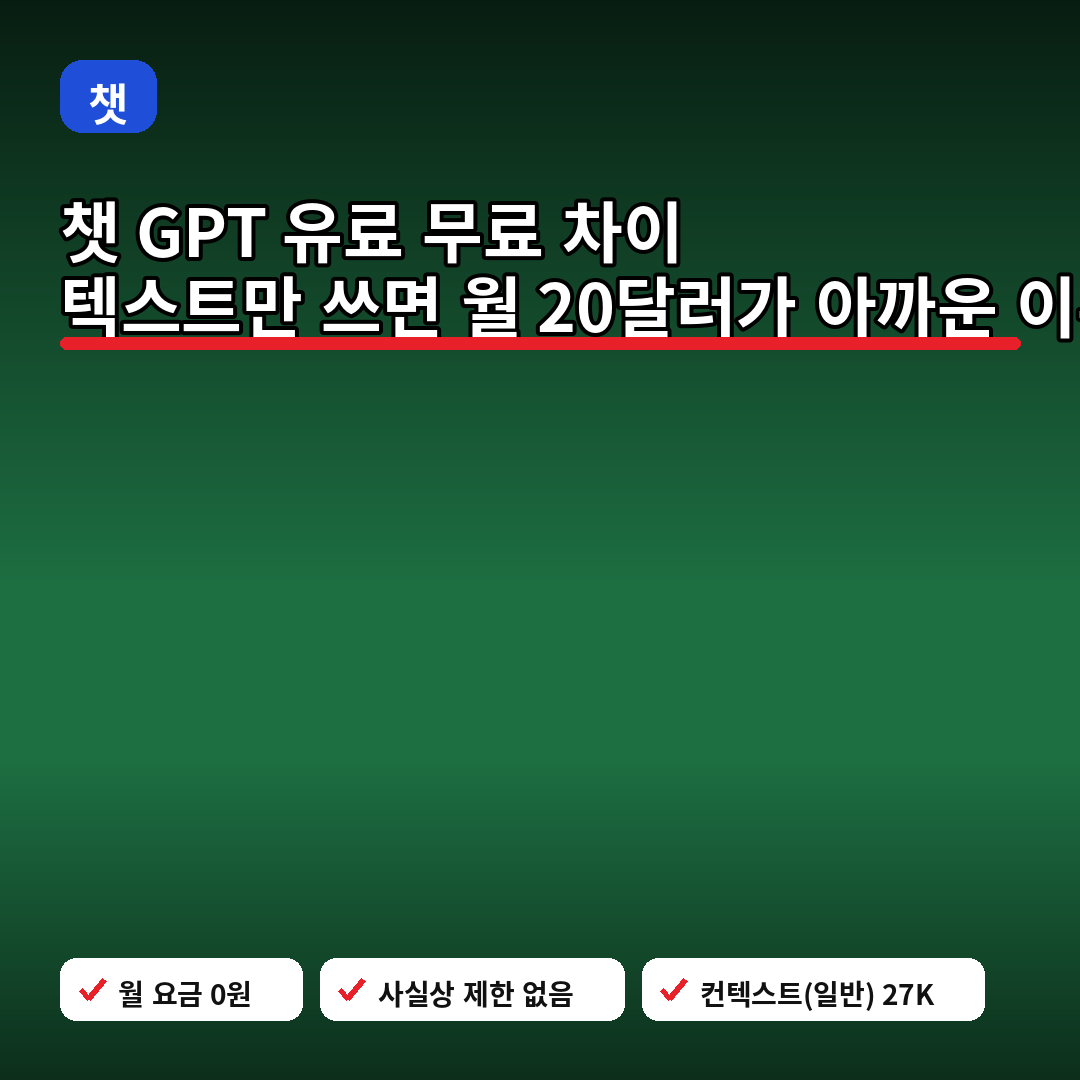 챗
챗 GPT 유료 무료 차이
텍스트만 쓰면 월 20달러가 아까운
월 요금 0원
사실상 제한 없음
컨텍스트(일반) 27K